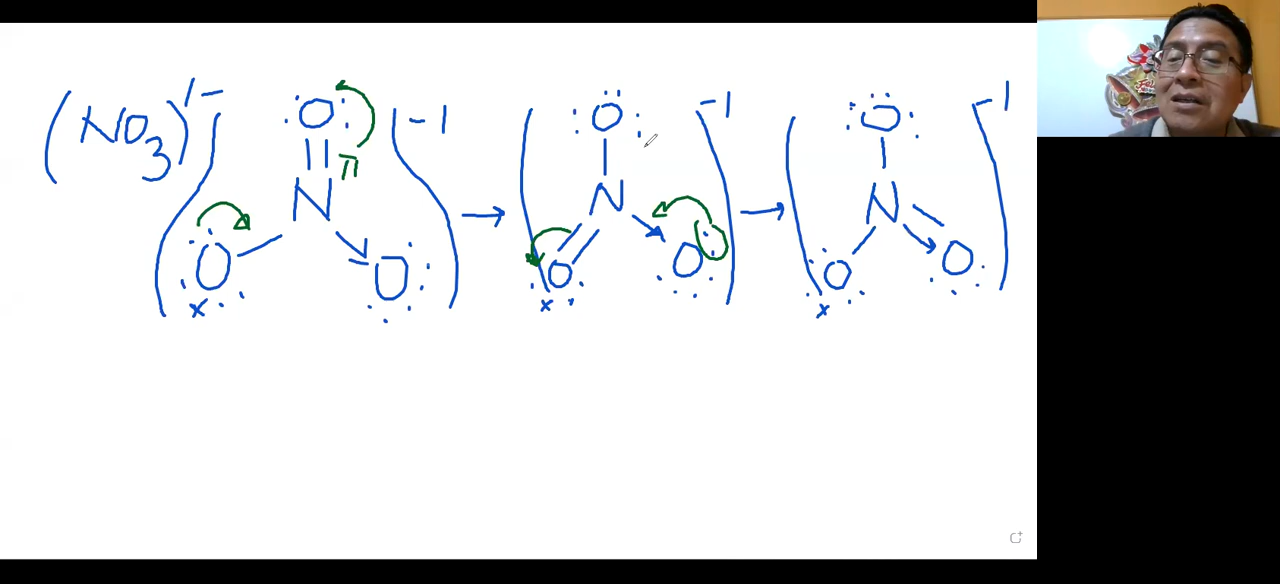 (NO₃)¹⁻
O -1 O -1 O -1
π
N N N
O O O O O O
x x x